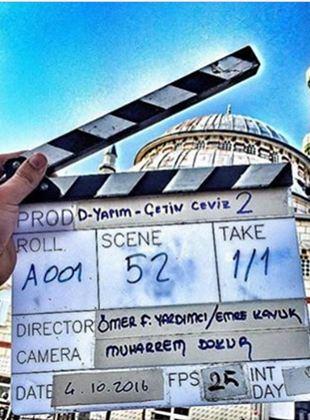 PROD D-YAPIM-ÇETİN CEVİZ 2
ROLL SCENE TAKE
A001 52 1/1
DIRECTOR ÖMER F. YARDIMCI/EMRE KAVUK
CAMERA MUHARREM DOKUR
DATE 4.10.2016 FPS 25 INT
DAY